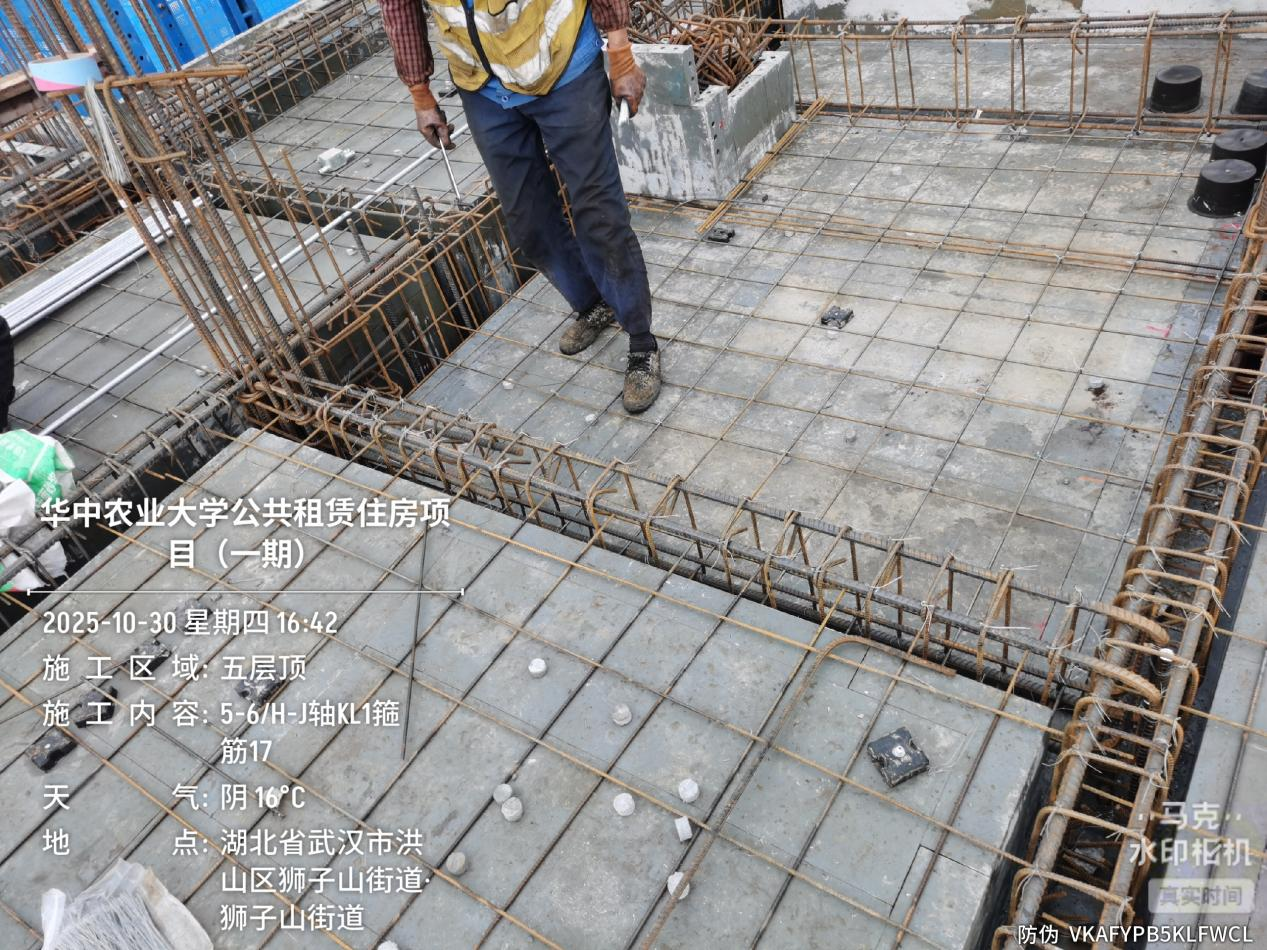 华中农业大学公共租赁住房项
目（一期）
2025-10-30 星期四 16:42
施工区域：五层顶
施工内容：5-6/H-J轴KL1箍
筋17
天气：阴 16°C
地点：湖北省武汉市洪
山区狮子山街道·
狮子山街道
马克
水印相机
真实时间
防伪 VKAFYPB5KLFWCL